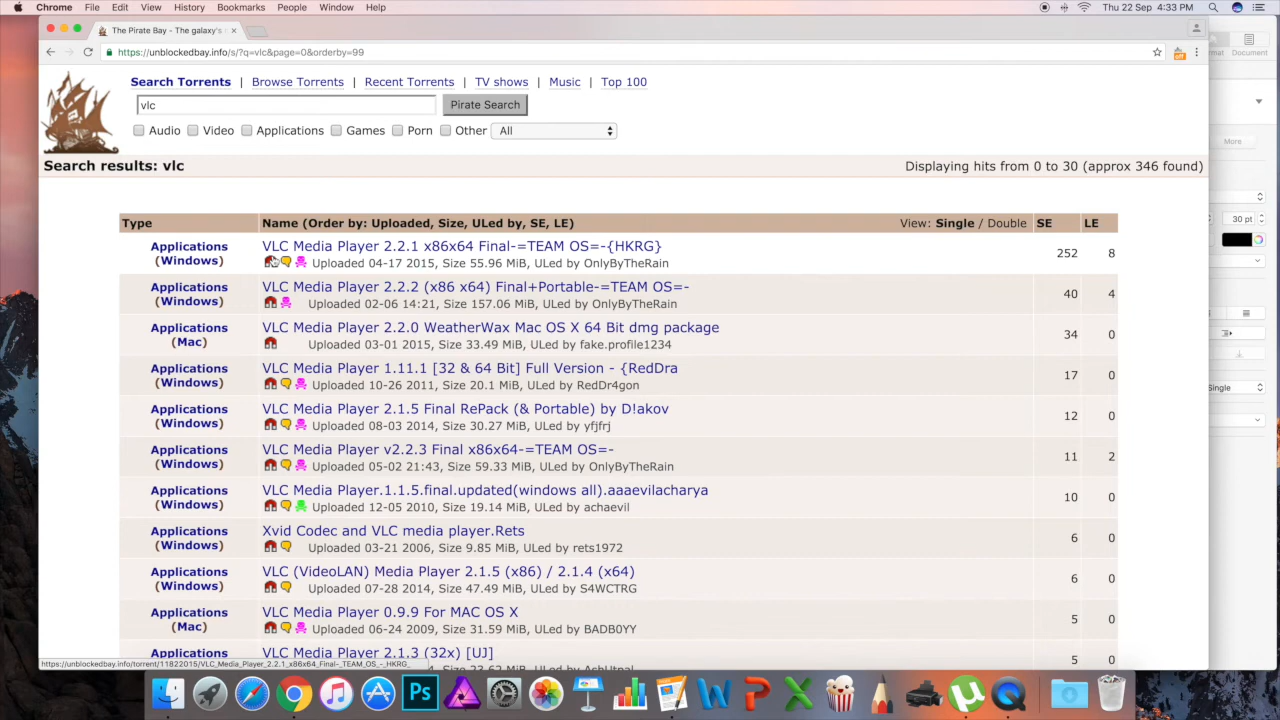 Chrome File Edit View History Bookmarks People Window Help Thu 22 Sep 4:33 PM
The Pirate Bay - The galaxy's
https://unblockedbay.info/s/?q=vlc&page=0&orderby=99
Document
Search Torrents | Browse Torrents | Recent Torrents | TV shows | Music | Top 100
vlc Pirate Search
Audio Video Applications Games Porn Other All
More
Search results: vlc Displaying hits from 0 to 30 (approx 346 found)
Type Name (Order by: Uploaded, Size, ULed by, SE, LE) View: Single / Double SE LE
30 pt
Applications (Windows) VLC Media Player 2.2.1 x86x64 Final-=TEAM OS=-{HKRG} 252 8
Uploaded 04-17 2015, Size 55.96 MiB, ULed by OnlyByTheRain
Applications (Windows) VLC Media Player 2.2.2 (x86 x64) Final+Portable-=TEAM OS=- 40 4
Uploaded 02-06 14:21, Size 157.06 MiB, ULed by OnlyByTheRain
Applications (Mac) VLC Media Player 2.2.0 WeatherWax Mac OS X 64 Bit dmg package 34 0
Uploaded 03-01 2015, Size 33.49 MiB, ULed by fake.profile1234
Applications (Windows) VLC Media Player 1.11.1 [32 & 64 Bit] Full Version - {RedDra 17 0
Uploaded 10-26 2011, Size 20.1 MiB, ULed by RedDr4gon
Single
Applications (Windows) VLC Media Player 2.1.5 Final RePack (& Portable) by D!akov 12 0
Uploaded 08-03 2014, Size 30.27 MiB, ULed by yfjfrj
Applications (Windows) VLC Media Player v2.2.3 Final x86x64-=TEAM OS=- 11 2
Uploaded 05-02 21:43, Size 59.33 MiB, ULed by OnlyByTheRain
Applications (Windows) VLC Media Player.1.1.5.final.updated(windows all).aaaevilacharya 10 0
Uploaded 12-05 2010, Size 19.14 MiB, ULed by achaevil
Applications (Windows) Xvid Codec and VLC media player.Rets 6 0
Uploaded 03-21 2006, Size 9.85 MiB, ULed by rets1972
Applications (Windows) VLC (VideoLAN) Media Player 2.1.5 (x86) / 2.1.4 (x64) 6 0
Uploaded 07-28 2014, Size 47.49 MiB, ULed by S4WCTRG
Applications (Mac) VLC Media Player 0.9.9 For MAC OS X 5 0
Uploaded 06-24 2009, Size 31.59 MiB, ULed by BADB0YY
Applications VLC Media Player 2.1.3 (32x) [UJ] 5 0
https://unblockedbay.info/torrent/11822015/VLC_Media_Player_2.2.1_x86x64_Final-_TEAM_OS_-_HKRG_
Ps